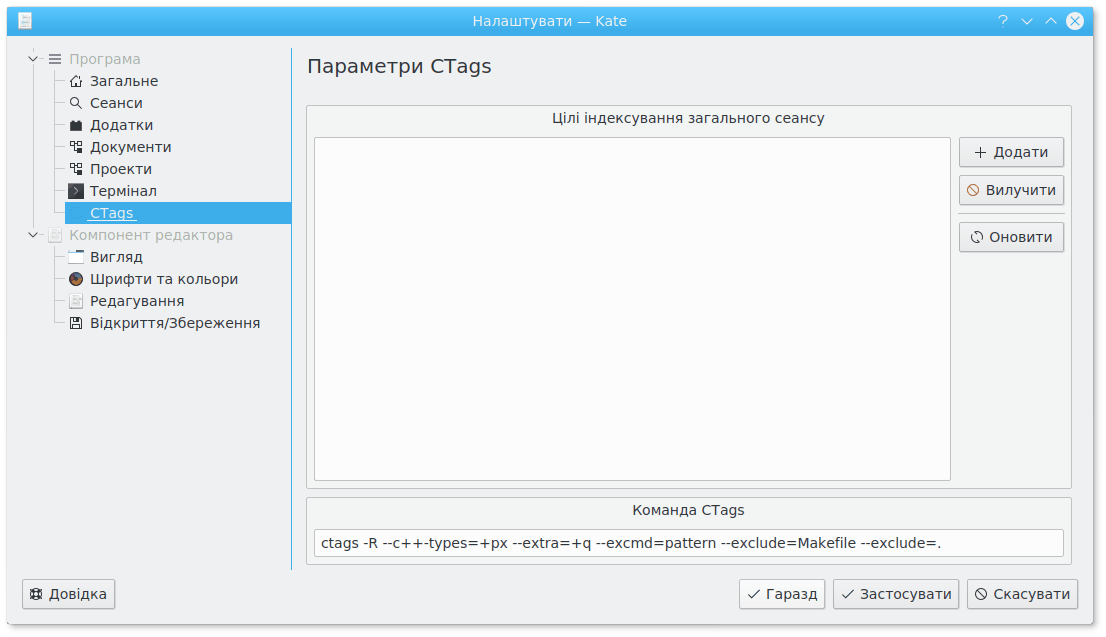 Налаштувати — Kate
Програма
Загальне
Сеанси
Додатки
Документи
Проекти
Термінал
CTags
Компонент редактора
Вигляд
Шрифти та кольори
Редагування
Відкриття/Збереження
Параметри CTags
Цілі індексування загального сеансу
Додати
Вилучити
Оновити
Команда CTags
ctags -R --c++-types=+px --extra=+q --excmd=pattern --exclude=Makefile --exclude=.
Довідка
Гаразд
Застосувати
Скасувати